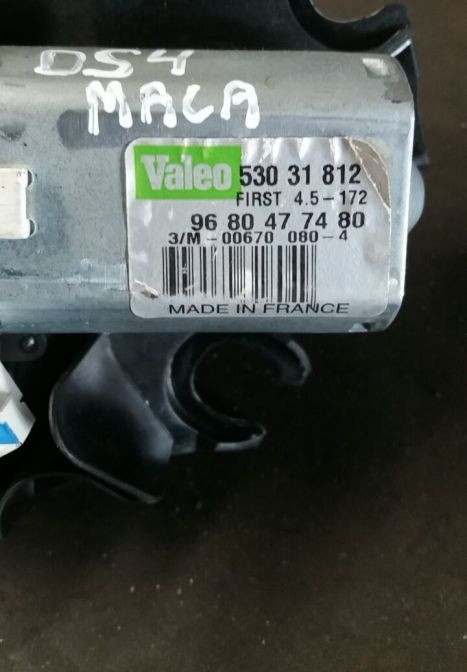 DS4
MACA
Valeo 530 31 812
FIRST 4.5-172
96 80 47 74 80
3/M-00670 080-4
MADE IN FRANCE